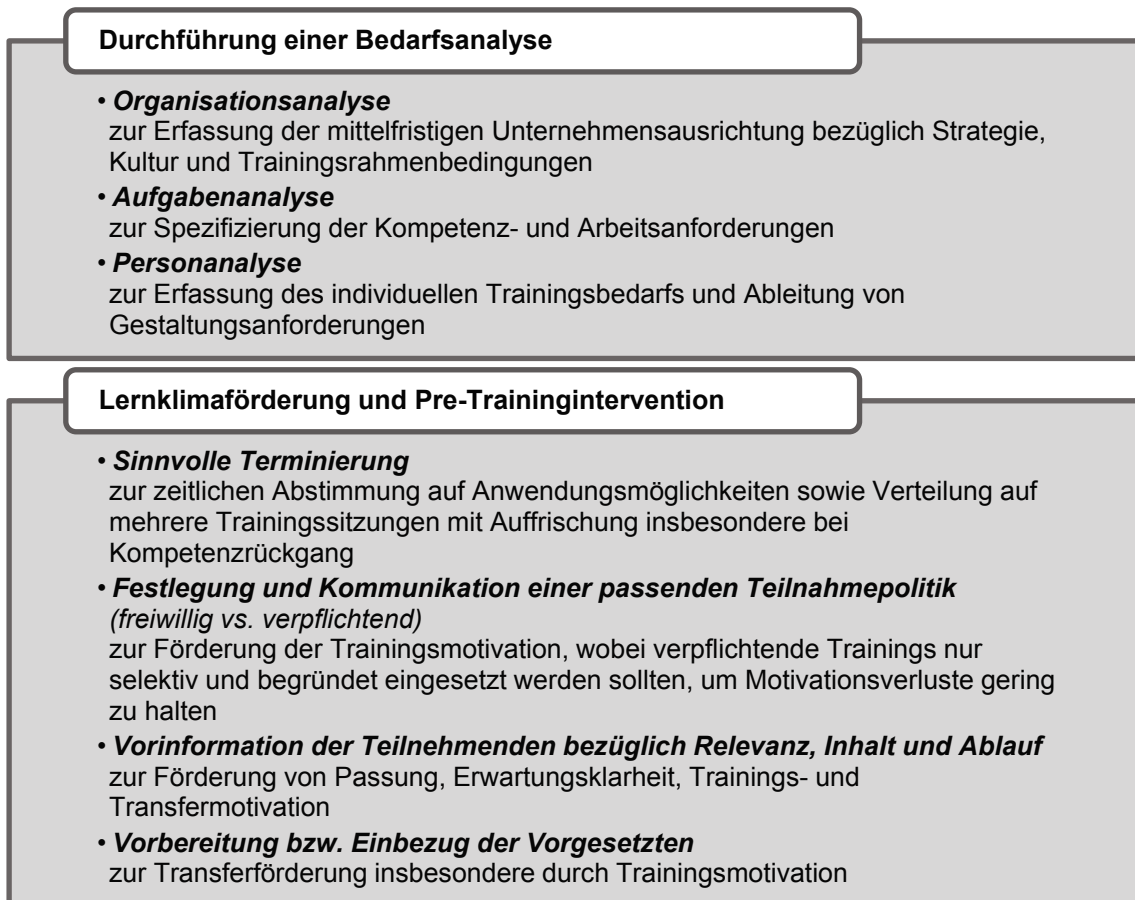 Durchführung einer Bedarfsanalyse
• Organisationsanalyse
zur Erfassung der mittelfristigen Unternehmensausrichtung bezüglich Strategie,
Kultur und Trainingsrahmenbedingungen
• Aufgabenanalyse
zur Spezifizierung der Kompetenz- und Arbeitsanforderungen
• Personanalyse
zur Erfassung des individuellen Trainingsbedarfs und Ableitung von
Gestaltungsanforderungen
Lernklimaförderung und Pre-Trainingintervention
• Sinnvolle Terminierung
zur zeitlichen Abstimmung auf Anwendungsmöglichkeiten sowie Verteilung auf
mehrere Trainingssitzungen mit Auffrischung insbesondere bei
Kompetenzrückgang
• Festlegung und Kommunikation einer passenden Teilnahmepolitik
(freiwillig vs. verpflichtend)
zur Förderung der Trainingsmotivation, wobei verpflichtende Trainings nur
selektiv und begründet eingesetzt werden sollten, um Motivationsverluste gering
zu halten
• Vorinformation der Teilnehmenden bezüglich Relevanz, Inhalt und Ablauf
zur Förderung von Passung, Erwartungsklarheit, Trainings- und
Transfermotivation
• Vorbereitung bzw. Einbezug der Vorgesetzten
zur Transferförderung insbesondere durch Trainingsmotivation